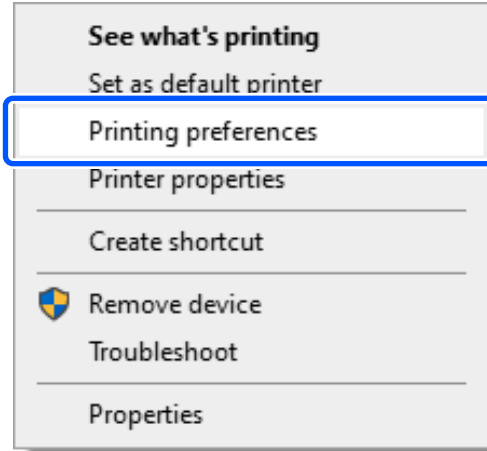 See what's printing
Set as default printer
Printing preferences
Printer properties
Create shortcut
Remove device
Troubleshoot
Properties